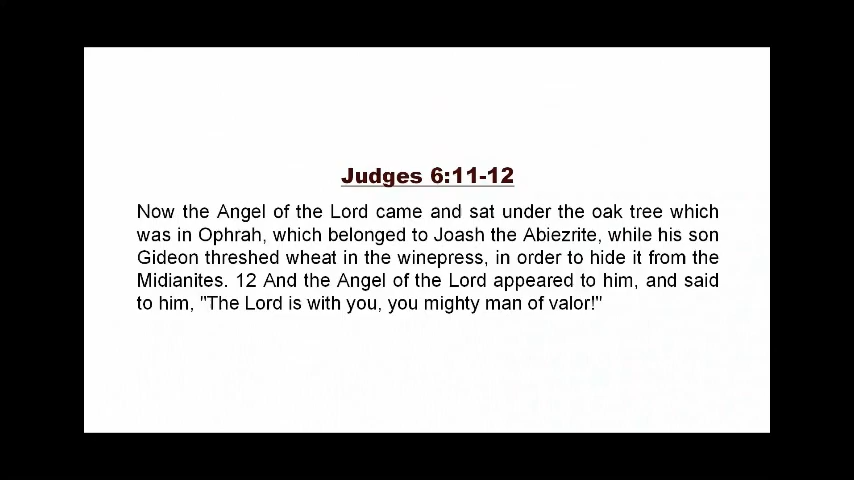 Judges 6:11-12
Now the Angel of the Lord came and sat under the oak tree which
was in Ophrah, which belonged to Joash the Abiezrite, while his son
Gideon threshed wheat in the winepress, in order to hide it from the
Midianites. 12 And the Angel of the Lord appeared to him, and said
to him, "The Lord is with you, you mighty man of valor!"